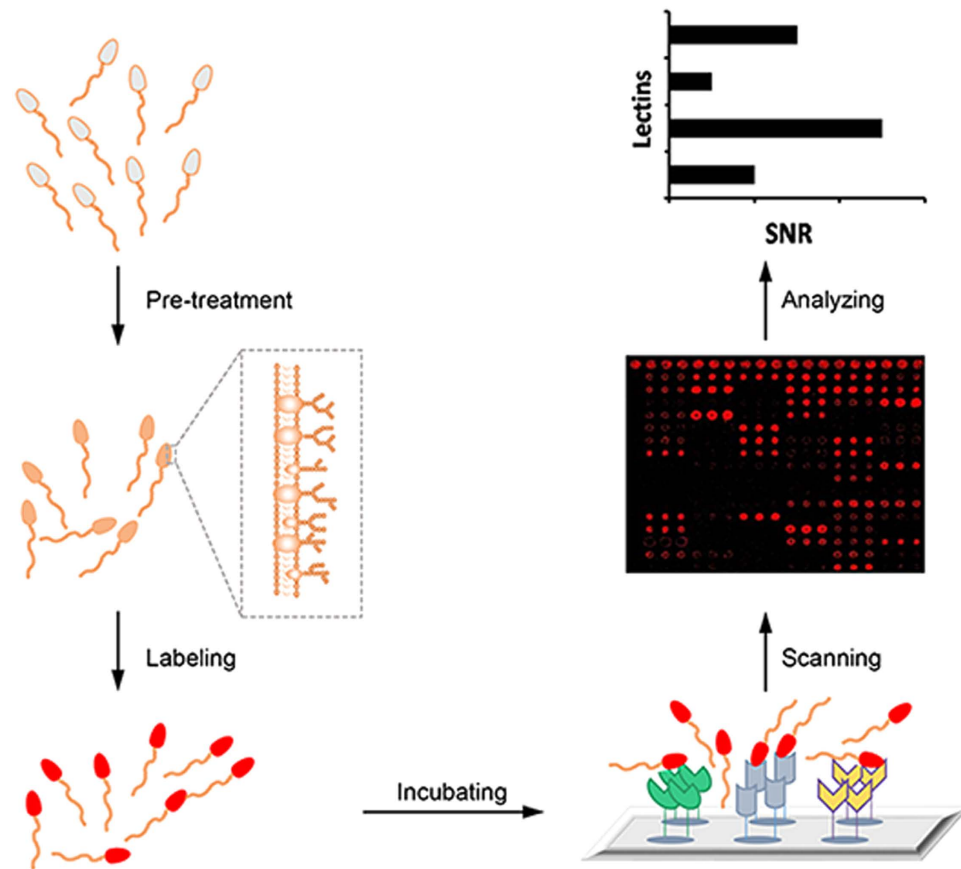 Pre-treatment
Labeling
Incubating
Scanning
Analyzing
Lectins
SNR